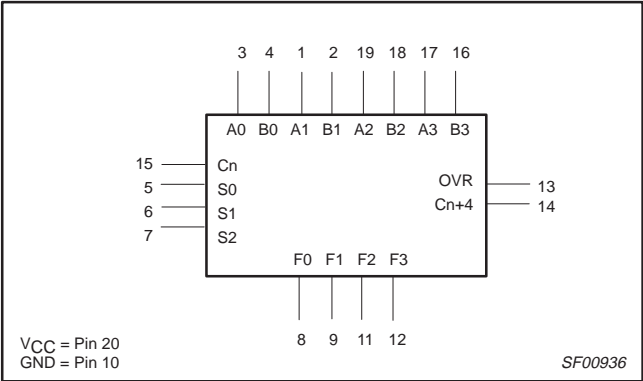 3 4 1 2 19 18 17 16
A0 B0 A1 B1 A2 B2 A3 B3
15 Cn
5 S0
6 S1
7 S2
OVR 13
Cn+4 14
F0 F1 F2 F3
8 9 11 12
VCC = Pin 20
GND = Pin 10
SF00936